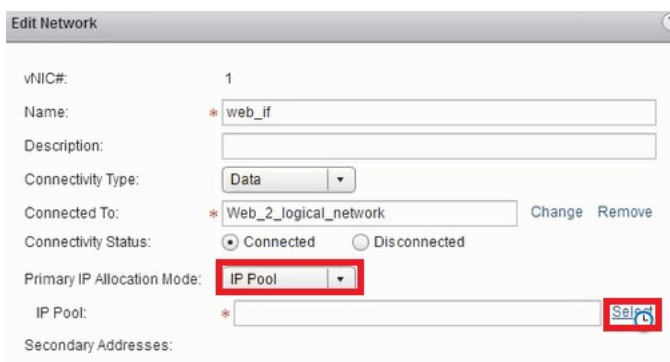 Edit Network
vNIC#: 1
Name: * web_if
Description:
Connectivity Type: Data
Connected To: * Web_2_logical_network Change Remove
Connectivity Status: Connected Disconnected
Primary IP Allocation Mode: IP Pool
IP Pool: * Select
Secondary Addresses: